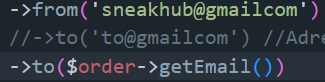 ->from('sneakhub@gmailcom')
//->to('to@gmailcom') //Adre
->to($order->getEmail())